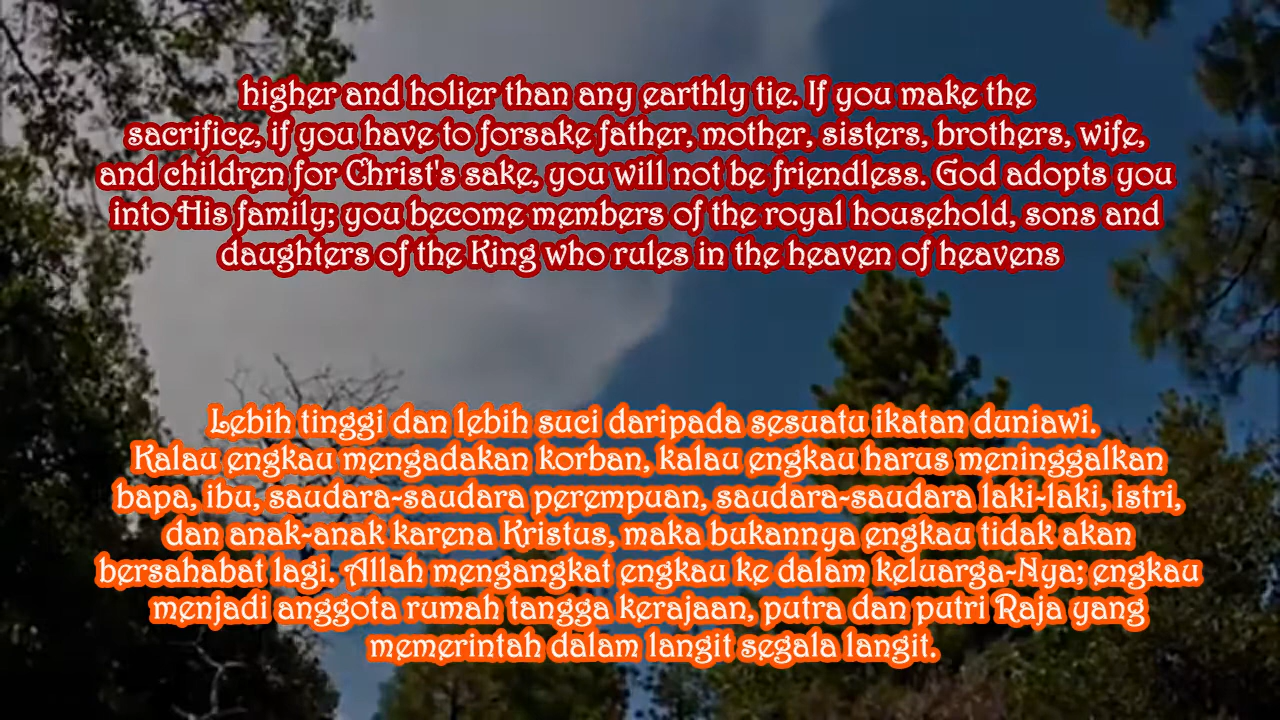 higher and holier than any earthly tie. If you make the
sacrifice, if you have to forsake father, mother, sisters, brothers, wife,
and children for Christ's sake, you will not be friendless. God adopts you
into His family; you become members of the royal household, sons and
daughters of the King who rules in the heaven of heavens
Lebih tinggi dan lebih suci daripada sesuatu ikatan duniawi.
Kalau engkau mengadakan korban, kalau engkau harus meninggalkan
bapa, ibu, saudara-saudara perempuan, saudara-saudara laki-laki, istri,
dan anak-anak karena Kristus, maka bukannya engkau tidak akan
bersahabat lagi. Allah mengangkat engkau ke dalam keluarga-Nya; engkau
menjadi anggota rumah tangga kerajaan, putra dan putri Raja yang
memerintah dalam langit segala langit.